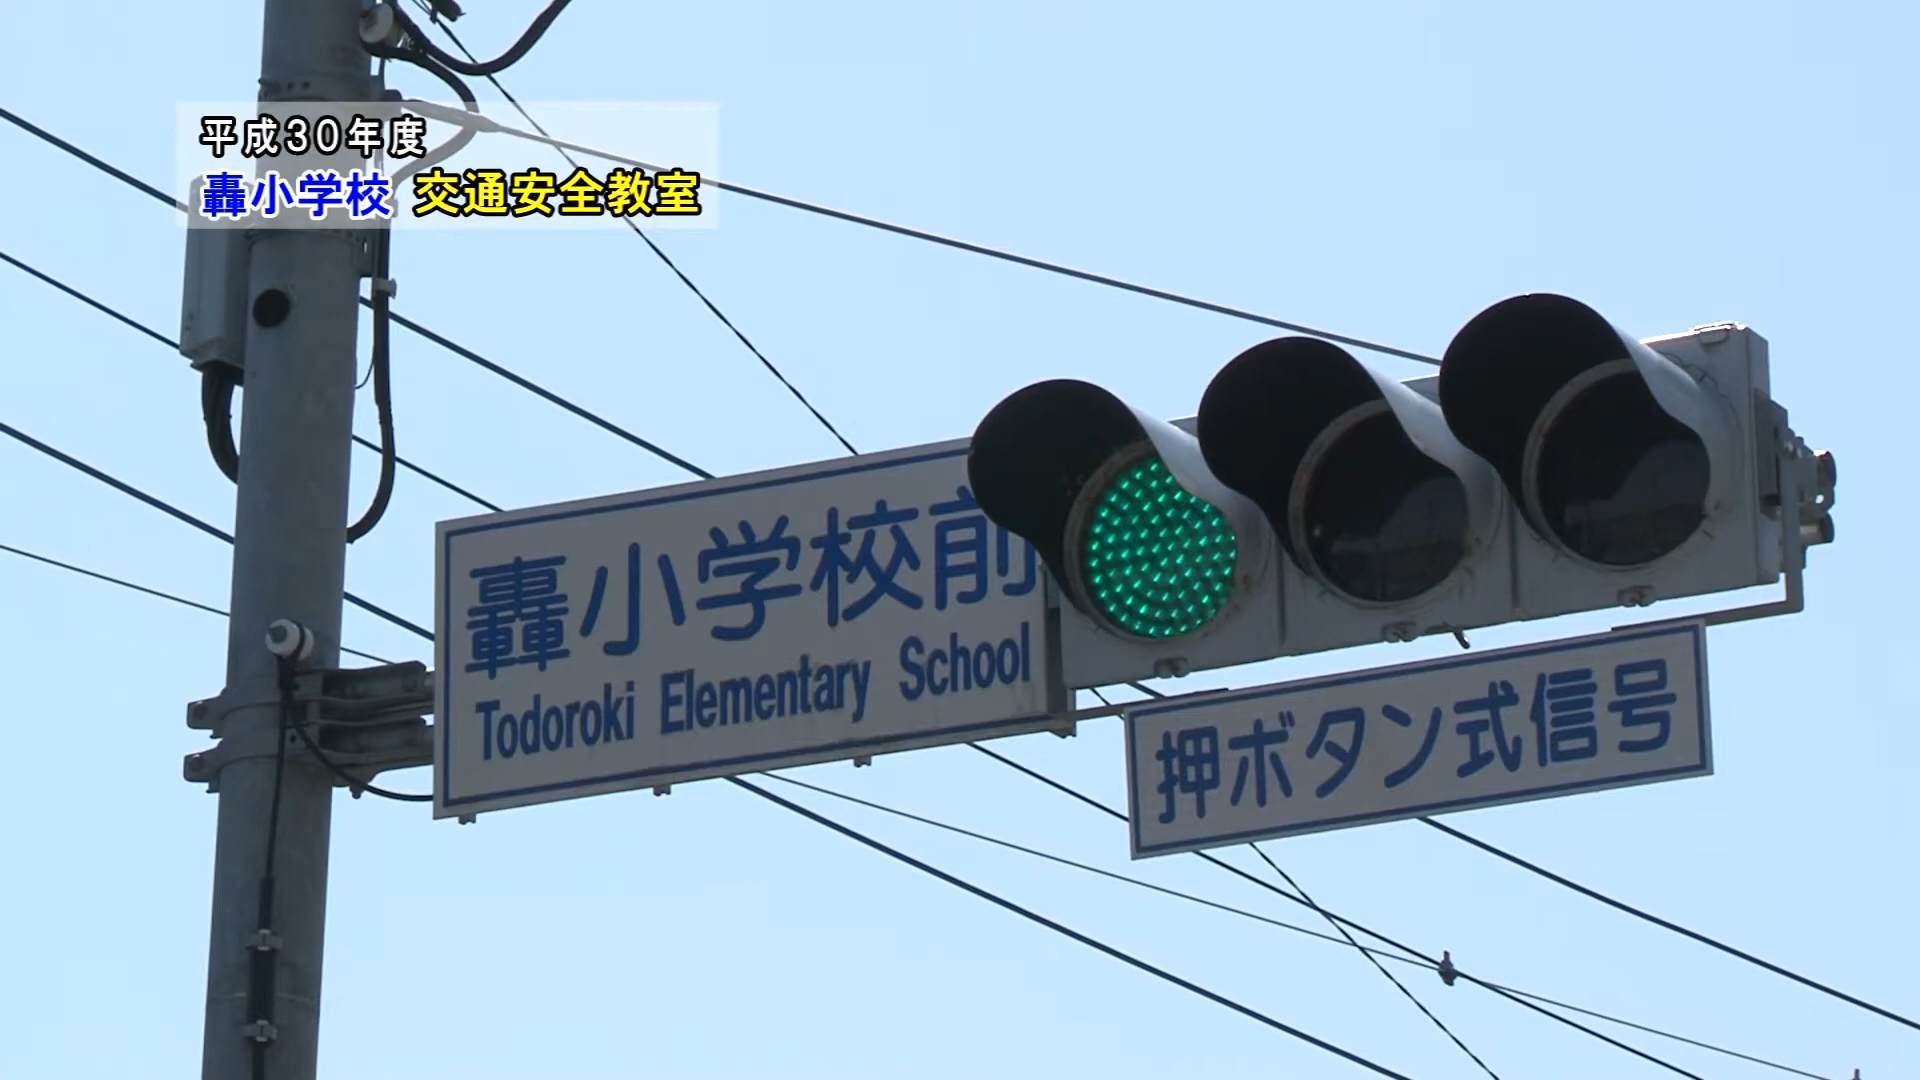 平成30年度
轟小学校 交通安全教室
轟小学校前
Todoroki Elementary School
押ボタン式信号